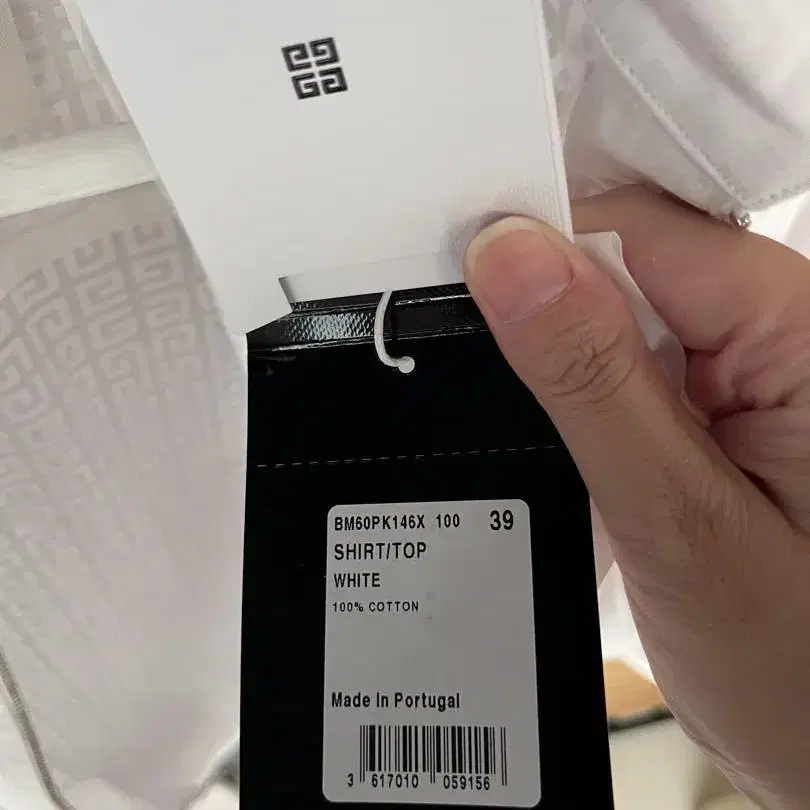 BM60PK146X 100 39
SHIRT/TOP
WHITE
100% COTTON
Made In Portugal
3 617010 059156